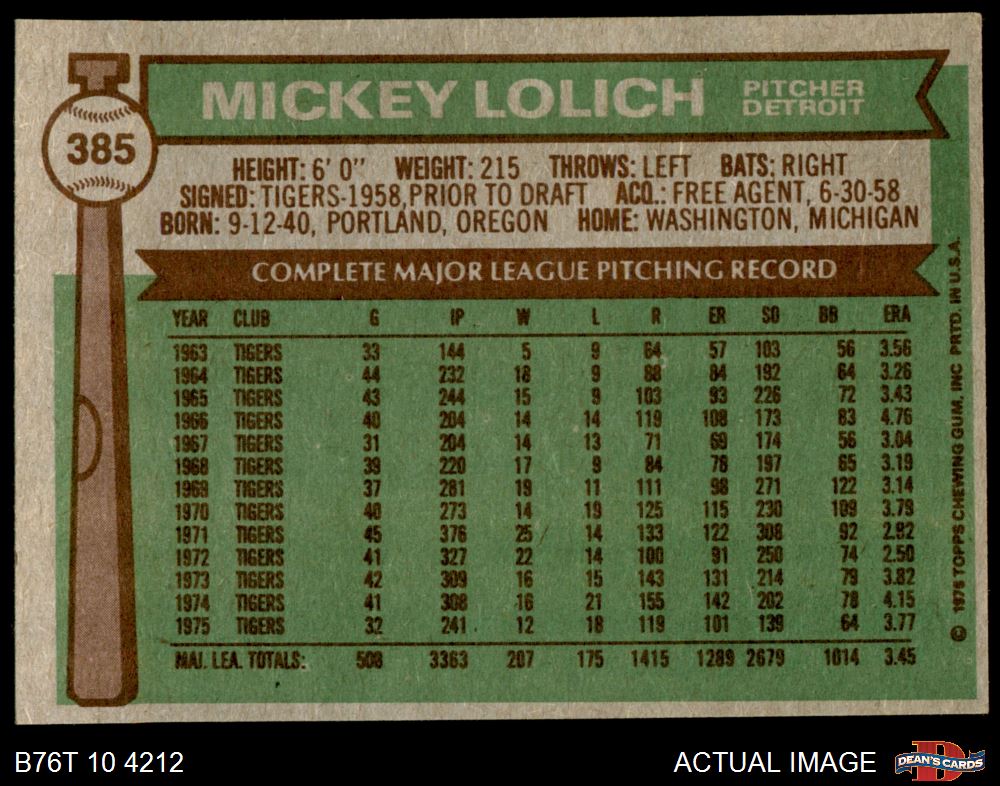 MICKEY LOLICH
PITCHER
DETROIT
385
HEIGHT: 6' 0" WEIGHT: 215 THROWS: LEFT BATS: RIGHT
SIGNED: TIGERS-1958, PRIOR TO DRAFT ACQ.: FREE AGENT, 6-30-58
BORN: 9-12-40, PORTLAND, OREGON HOME: WASHINGTON, MICHIGAN
COMPLETE MAJOR LEAGUE PITCHING RECORD
YEAR CLUB G IP W L R ER SO BB ERA
1963 TIGERS 33 144 5 9 64 57 103 56 3.56
1964 TIGERS 44 232 18 9 88 84 192 64 3.26
1965 TIGERS 43 244 15 9 103 93 226 72 3.43
1966 TIGERS 40 204 14 14 119 108 173 83 4.76
1967 TIGERS 31 204 14 13 71 69 174 56 3.04
1968 TIGERS 39 220 17 9 84 78 197 65 3.19
1969 TIGERS 37 281 19 11 111 98 271 122 3.14
1970 TIGERS 40 273 14 19 125 115 230 109 3.79
1971 TIGERS 45 376 25 14 133 122 308 92 2.92
1972 TIGERS 41 327 22 14 100 91 250 74 2.50
1973 TIGERS 42 309 16 15 143 131 214 79 3.82
1974 TIGERS 41 308 16 21 155 142 202 78 4.15
1975 TIGERS 32 241 12 18 119 101 139 64 3.77
MAJ. LEA. TOTALS: 508 3363 207 175 1415 1289 2679 1014 3.45
© 1976 TOPPS CHEWING GUM, INC PRTD. IN U.S.A.
B76T 10 4212
ACTUAL IMAGE
DEAN'S CARDS